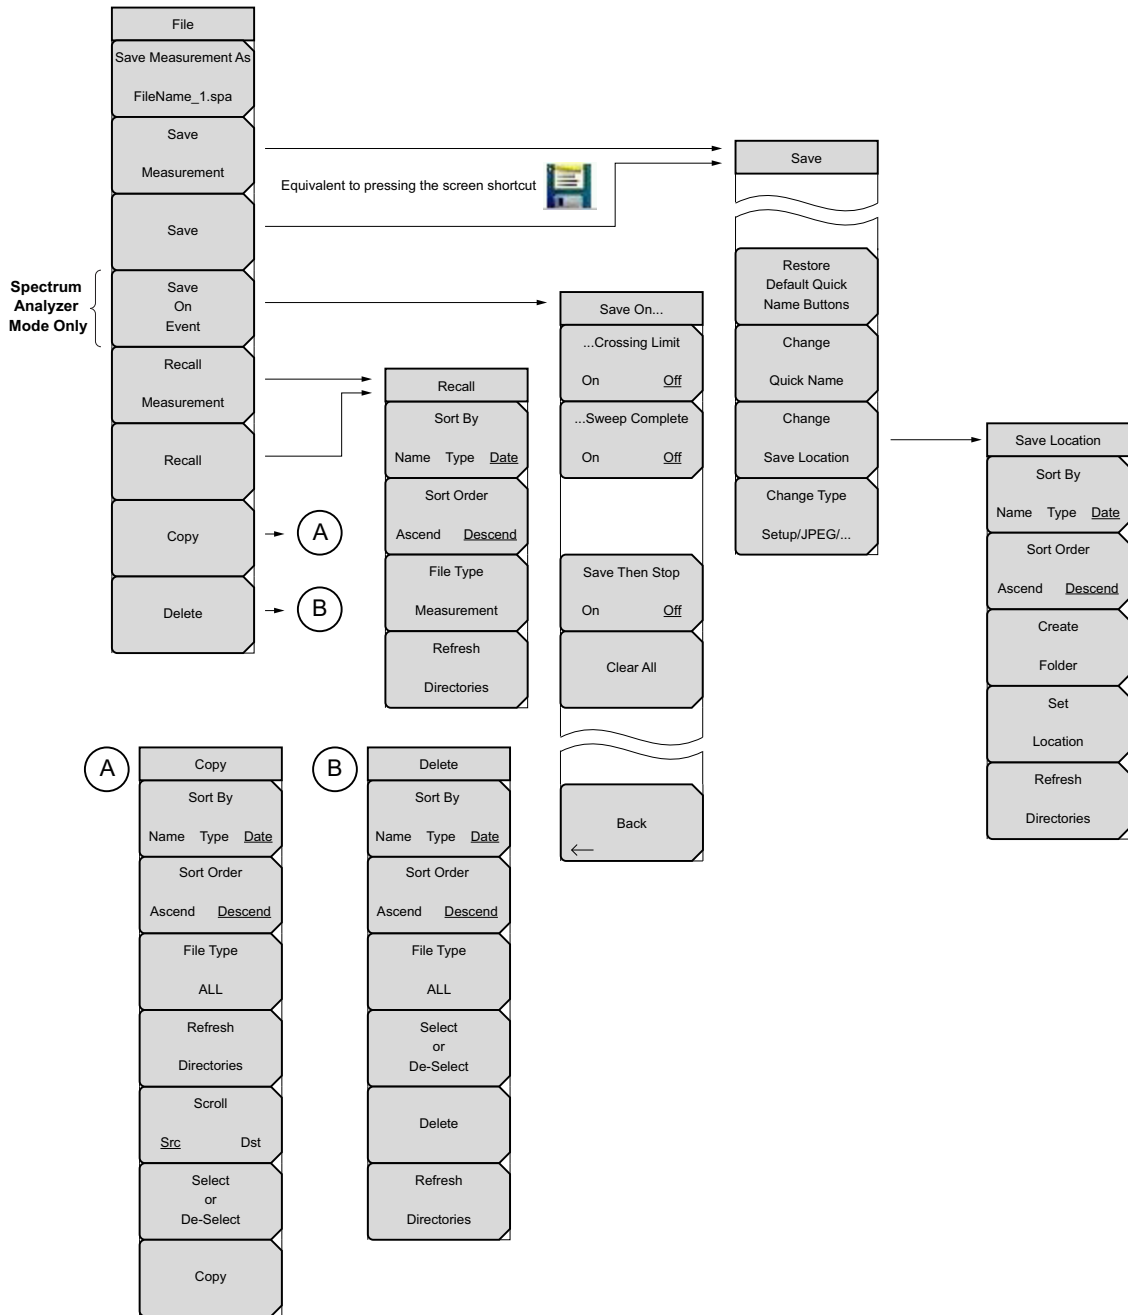 File
Save Measurement As
FileName_1.spa
Save
Measurement
Save
Spectrum
Analyzer
Mode Only
Save
On
Event
Recall
Measurement
Recall
Copy
A
Delete
B
Equivalent to pressing the screen shortcut
Recall
Sort By
Name Type Date
Sort Order
Ascend Descend
File Type
Measurement
Refresh
Directories
Save On...
...Crossing Limit
On Off
...Sweep Complete
On Off
Save Then Stop
On Off
Clear All
Back
Save
Restore
Default Quick
Name Buttons
Change
Quick Name
Change
Save Location
Change Type
Setup/JPEG/...
Save Location
Sort By
Name Type Date
Sort Order
Ascend Descend
Create
Folder
Set
Location
Refresh
Directories
A
Copy
Sort By
Name Type Date
Sort Order
Ascend Descend
File Type
ALL
Refresh
Directories
Scroll
Src Dst
Select
or
De-Select
Copy
B
Delete
Sort By
Name Type Date
Sort Order
Ascend Descend
File Type
ALL
Select
or
De-Select
Delete
Refresh
Directories